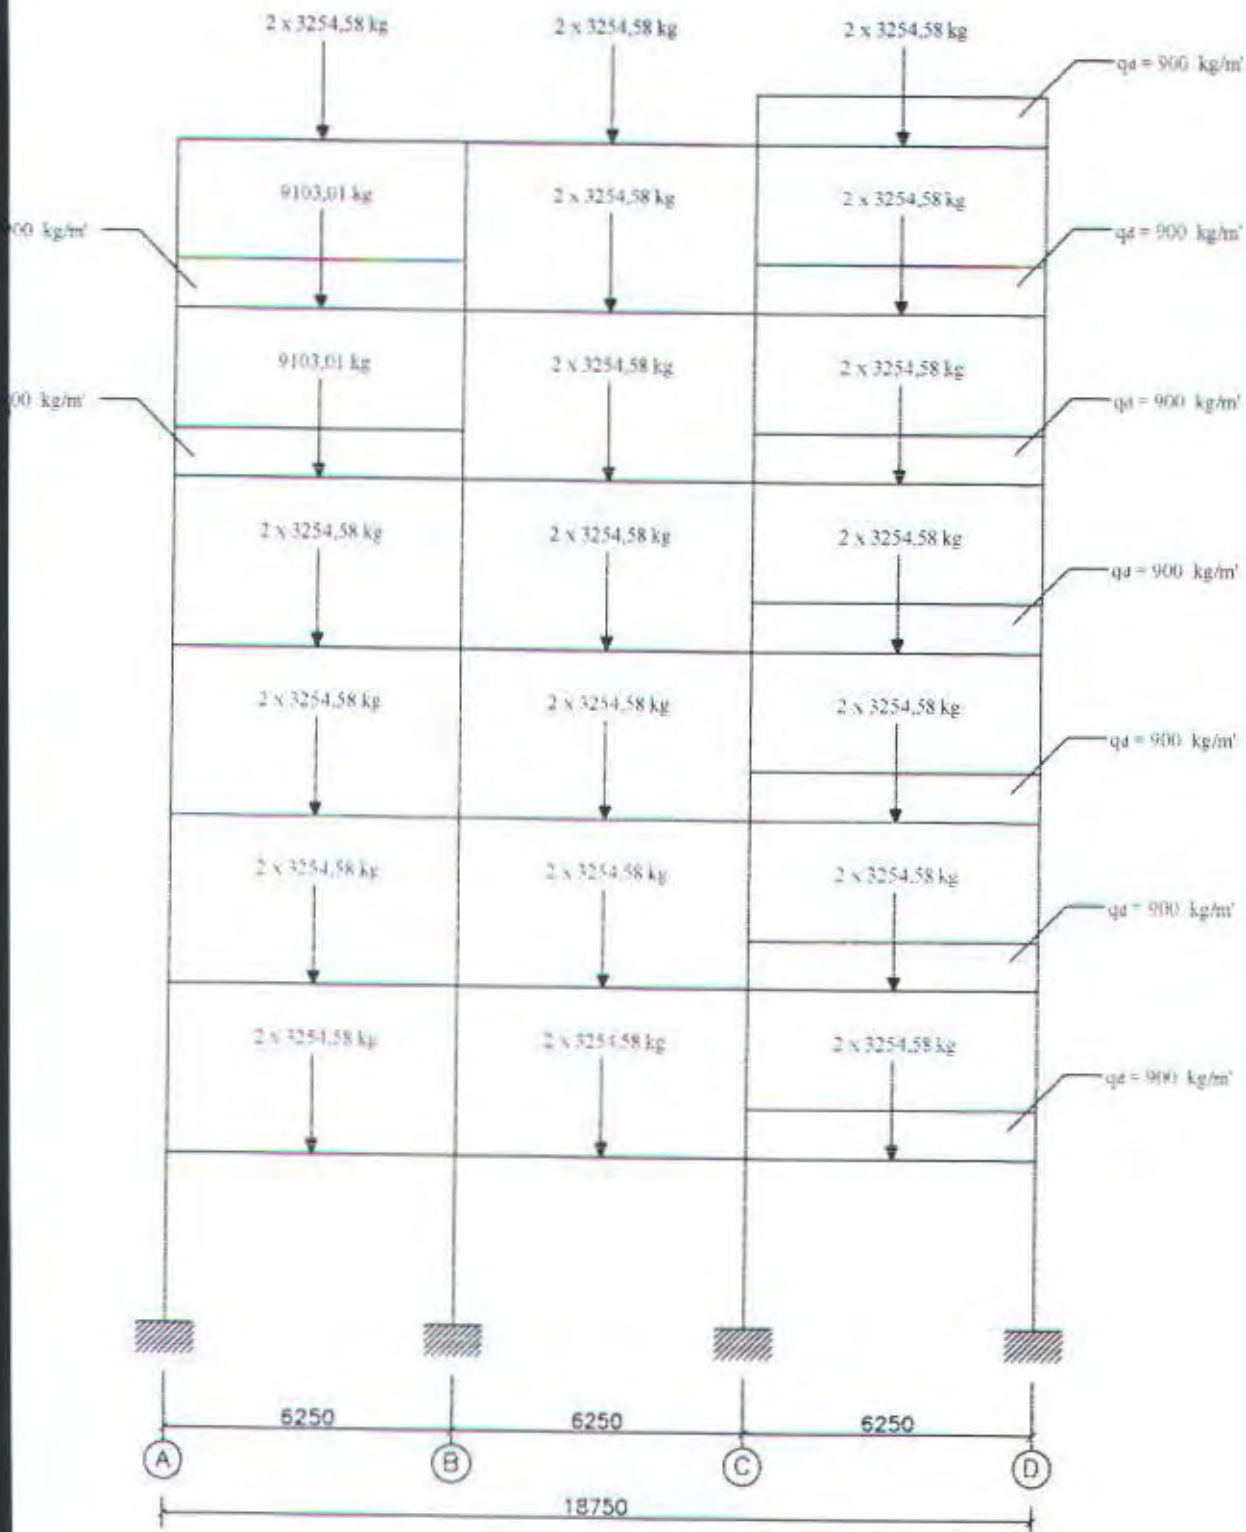 2 x 3254,58 kg
2 x 3254,58 kg
2 x 3254,58 kg
qd = 900 kg/m'
9103,01 kg
2 x 3254,58 kg
2 x 3254,58 kg
00 kg/m'
qd = 900 kg/m'
9103,01 kg
2 x 3254,58 kg
2 x 3254,58 kg
00 kg/m'
qd = 900 kg/m'
2 x 3254,58 kg
2 x 3254,58 kg
2 x 3254,58 kg
qd = 900 kg/m'
2 x 3254,58 kg
2 x 3254,58 kg
2 x 3254,58 kg
qd = 900 kg/m'
2 x 3254,58 kg
2 x 3254,58 kg
2 x 3254,58 kg
qd = 900 kg/m'
2 x 3254,58 kg
2 x 3254,58 kg
2 x 3254,58 kg
qd = 900 kg/m'
6250
6250
6250
A
B
C
D
18750